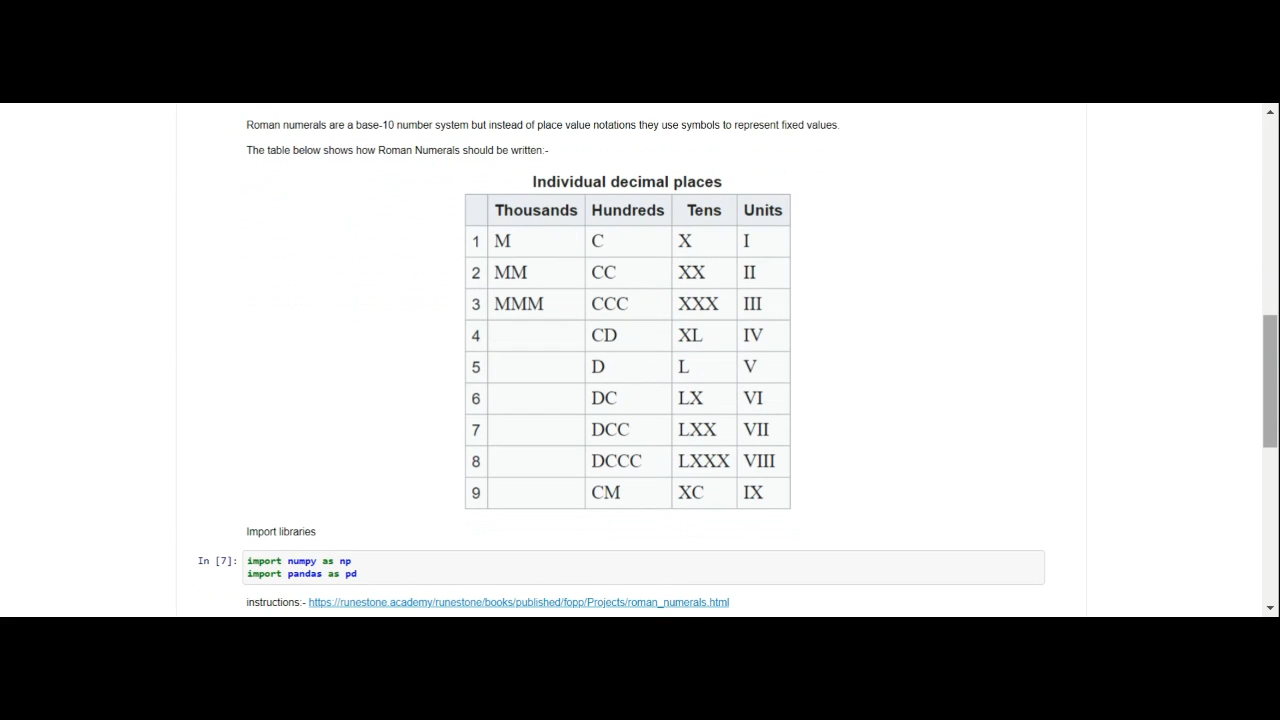 Roman numerals are a base-10 number system but instead of place value notations they use symbols to represent fixed values.
The table below shows how Roman Numerals should be written:-
Individual decimal places
Thousands Hundreds Tens Units
1 M C X I
2 MM CC XX II
3 MMM CCC XXX III
4 CD XL IV
5 D L V
6 DC LX VI
7 DCC LXX VII
8 DCCC LXXX VIII
9 CM XC IX
Import libraries
In [7]: import numpy as np
import pandas as pd
instructions:- https://runestone.academy/runestone/books/published/fopp/Projects/roman_numerals.html